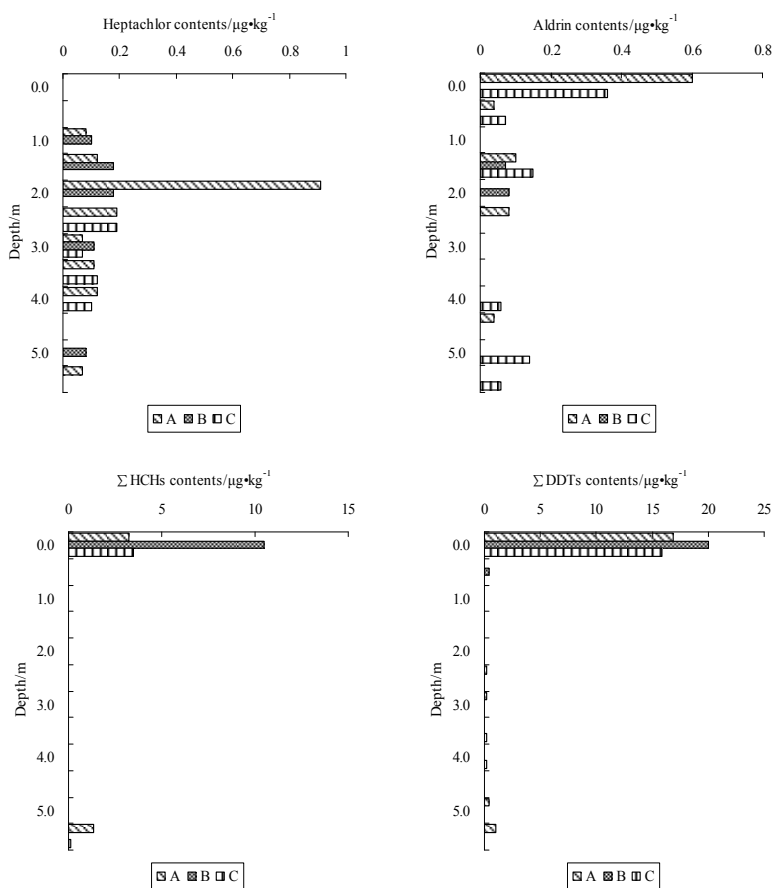 Heptachlor contents/μg•kg⁻¹
0 0.2 0.4 0.6 0.8 1
0.0
1.0
2.0
3.0
4.0
5.0
Depth/m
A B C
Aldrin contents/μg•kg⁻¹
0 0.2 0.4 0.6 0.8
0.0
1.0
2.0
3.0
4.0
5.0
Depth/m
A B C
∑HCHs contents/μg•kg⁻¹
0 5 10 15
0.0
1.0
2.0
3.0
4.0
5.0
Depth/m
A B C
∑DDTs contents/μg•kg⁻¹
0 5 10 15 20 25
0.0
1.0
2.0
3.0
4.0
5.0
Depth/m
A B C